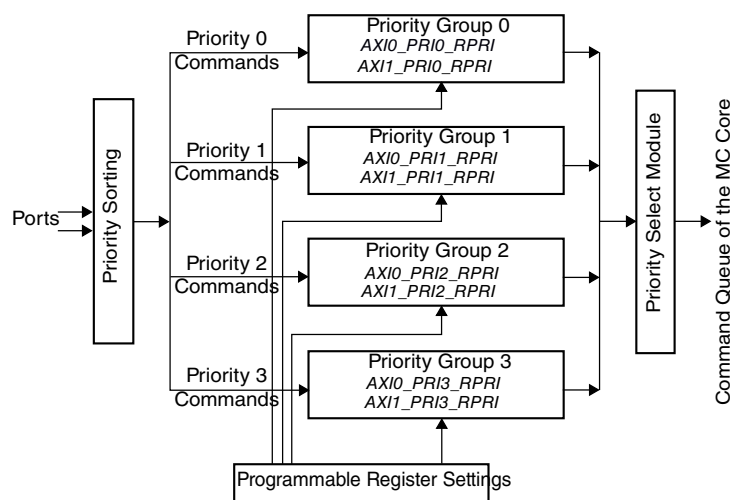 Ports
Priority Sorting
Priority 0
Commands
Priority Group 0
AXI0_PRI0_RPRI
AXI1_PRI0_RPRI
Priority 1
Commands
Priority Group 1
AXI0_PRI1_RPRI
AXI1_PRI1_RPRI
Priority 2
Commands
Priority Group 2
AXI0_PRI2_RPRI
AXI1_PRI2_RPRI
Priority 3
Commands
Priority Group 3
AXI0_PRI3_RPRI
AXI1_PRI3_RPRI
Programmable Register Settings
Priority Select Module
Command Queue of the MC Core